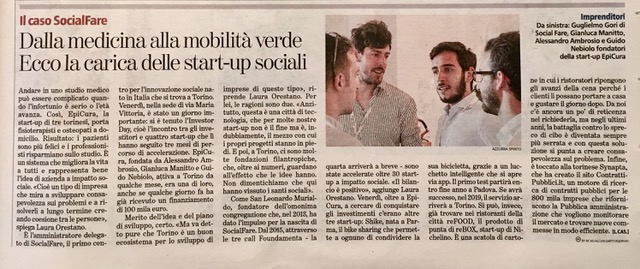 Il caso SocialFare
Dalla medicina alla mobilità verde
Ecco la carica delle start-up sociali
Andare in uno studio medico
può essere complicato quando
l'infortunio è serio o l'età
avanza. Così, EpiCura, la
start-up di tre torinesi, porta
fisioterapisti e osteopati a do-
micilio. Risultato: i pazienti
sono più felici e i professioni-
sti risparmiano sullo studio. È
un sistema che migliora la vita
a tutti e rappresenta bene
l'idea di azienda a impatto so-
ciale. «Cioè un tipo di impresa
che mira a sviluppare consa-
pevolezza sui problemi e a ri-
solverli a lungo termine cre-
ando coesione tra le persone»,
spiega Laura Orestano.
È l'amministratore delega-
to di SocialFare, il primo cen-
tro per l'innovazione sociale na-
to in Italia che si trova a Torino.
Venerdì, nella sede di via Maria
Vittoria, è stato un giorno im-
portante: si è tenuto l'Investor
Day, cioè l'incontro tra gli inve-
stitori e quattro start-up che lì
hanno seguito tre mesi di per-
corso di accelerazione. EpiCu-
ra, fondata da Alessandro Am-
brosio, Gianluca Manitto e Gui-
do Nebiolo, attiva a Torino da
qualche mese, era una di loro,
anche se qualche giorno fa ha
già ricevuto un finanziamento
di 100 mila euro.
Merito dell'idea e del piano
di sviluppo, certo. «Ma va det-
to pure che Torino è un buon
ecosistema per lo sviluppo di
imprese di questo tipo», ripren-
de Laura Orestano. Per
lei, le ragioni sono due. «Anzi-
tutto, questa è una città di tec-
nologia, che per molte nostre
start-up non è il fine ma è, in-
dubbiamente, il mezzo con cui
i propri progetti stanno in pie-
di. E poi, a Torino, ci sono mol-
te fondazioni filantropiche,
che, oltre ai numeri, guardano
all'effetto che le idee hanno.
Non dimentichiamo che qui
hanno vissuto i santi sociali».
Come San Leonardo Murial-
do, fondatore dell'omonima
congregazione che, nel 2013, ha
dato l'impulso per la nascita di
SocialFare. Dal 2015, attraverso
tre call Foundamenta - la
quarta arriverà a breve - sono
state accelerate oltre 30 start-up
a impatto sociale. «Il bilan-
cio è positivo», aggiunge Laura
Orestano. Venerdì, oltre a Epi-
Cura, a cercare di conquistare
gli investimenti c'erano altre
tre start-up: Shike, nata a Par-
ma, il bike sharing che permet-
te a ognuno di condividere la
sua bicicletta, grazie a un luc-
chetto intelligente che si apre
via app. Il primo test partirà en-
tro fine anno a Padova. Se avrà
successo, nel 2019, il servizio
arriverà a Torino. Si può, invece,
già trovare nei ristoranti della
città reFOOD, il prodotto di
punta di reBOX, start-up di Ni-
chelino. È una scatola di carto-
ne in cui i ristoratori ripongono
gli avanzi della cena perché i
clienti li possano portare a casa
e gustare il giorno dopo. Da noi
c'è ancora un po' di reticenza
nel richiederla, ma negli ultimi
anni, la battaglia contro lo spre-
co di cibo è diventata sempre
più serrata e con questa solu-
zione si punta a creare consa-
pevolezza sul problema. Infine,
il toccato alla sarzanese Synapta,
che ha creato il sito Contratti
Pubblici.it, un motore di ricer-
ca di contratti pubblici per le
800 mila imprese che riforni-
scono la Pubblica amministra-
zione che vogliono monitorare
il mercato e trovare nuove com-
messe in modo efficiente.
Imprenditori
Da sinistra: Guglielmo Gori di
Social Fare, Gianluca Manitto,
Alessandro Ambrosio e Guido
Nebiolo fondatori
della start-up EpiCura